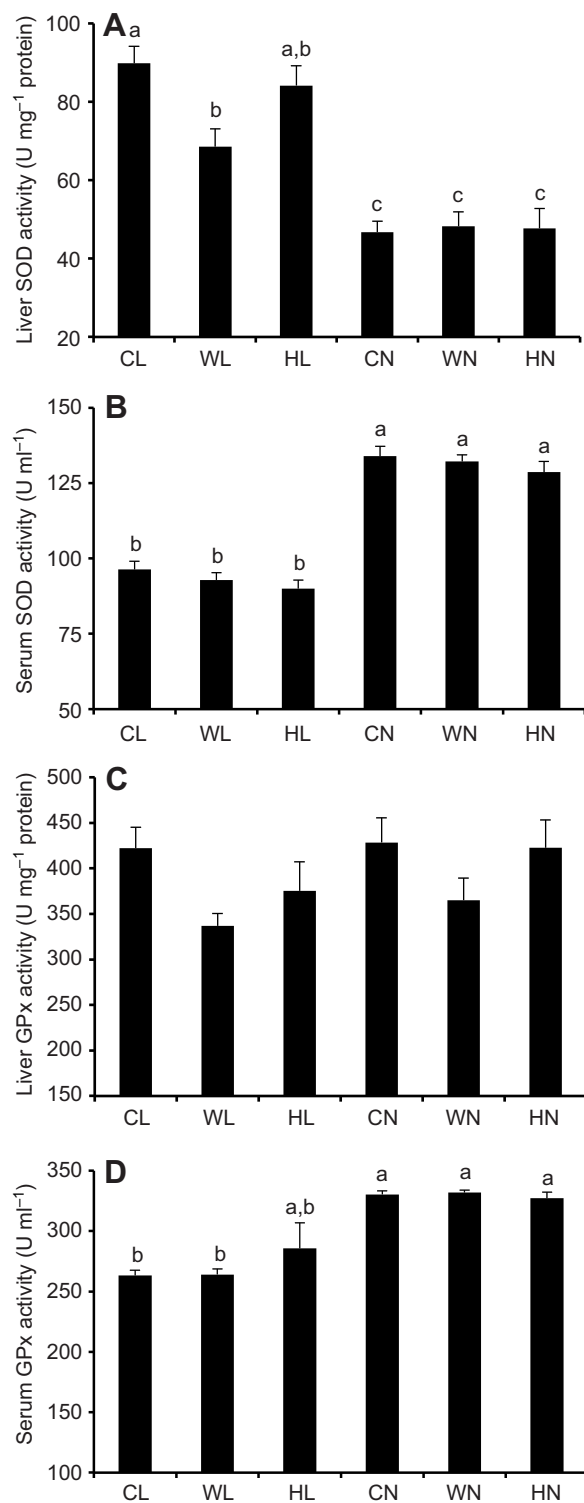 A
Liver SOD activity (U mg⁻¹ protein)
100
80
60
40
20
a
b
a,b
c
c
c
CL WL HL CN WN HN
B
Serum SOD activity (U ml⁻¹)
150
125
100
75
50
b
b
b
a
a
a
CL WL HL CN WN HN
C
Liver GPx activity (U mg⁻¹ protein)
500
450
400
350
300
250
200
150
CL WL HL CN WN HN
D
Serum GPx activity (U ml⁻¹)
350
300
250
200
150
100
b
b
a,b
a
a
a
CL WL HL CN WN HN